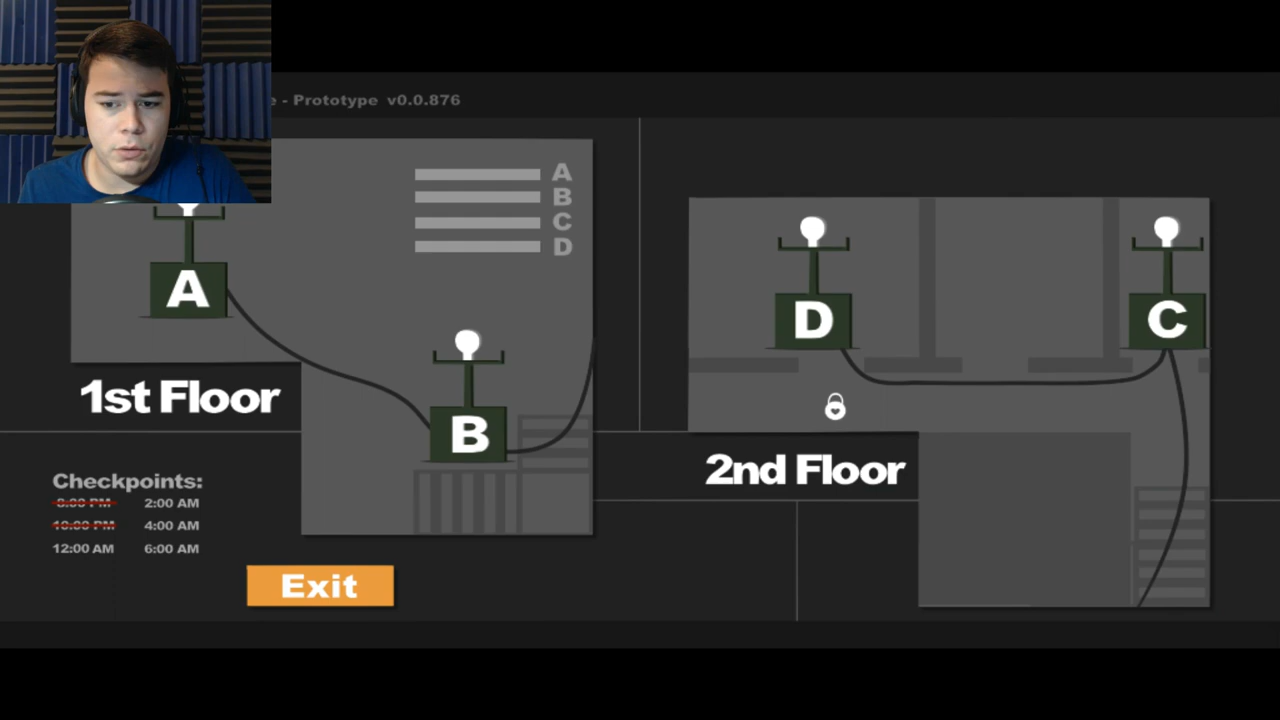 - Prototype v0.0.876
A
B
C
D
A
B
D
C
1st Floor
2nd Floor
Checkpoints:
8:00 PM 2:00 AM
10:00 PM 4:00 AM
12:00 AM 6:00 AM
Exit